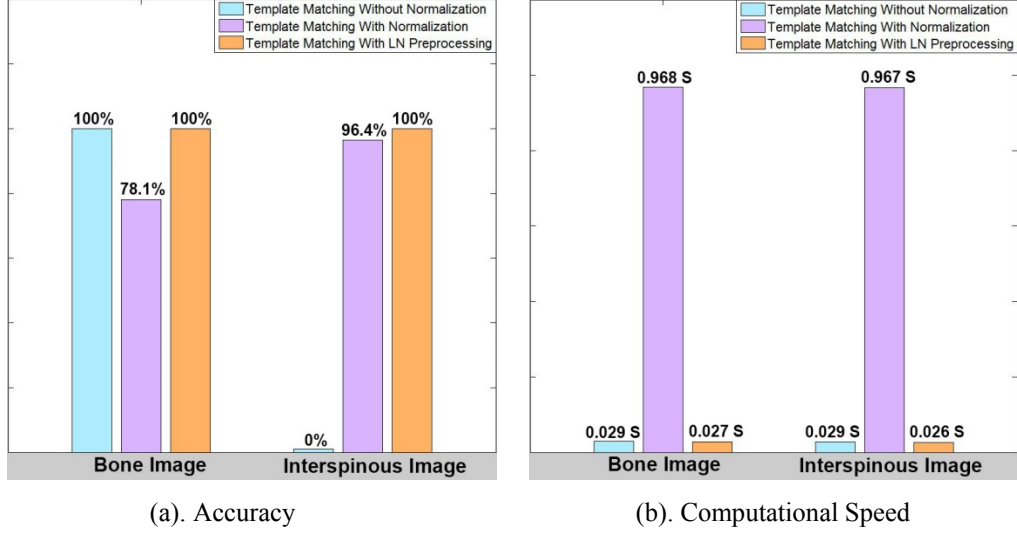 Template Matching Without Normalization
Template Matching With Normalization
Template Matching With LN Preprocessing
100%
78.1%
100%
0%
96.4%
100%
Bone Image
Interspinous Image
(a). Accuracy
Template Matching Without Normalization
Template Matching With Normalization
Template Matching With LN Preprocessing
0.029 S
0.968 S
0.027 S
0.029 S
0.967 S
0.026 S
Bone Image
Interspinous Image
(b). Computational Speed